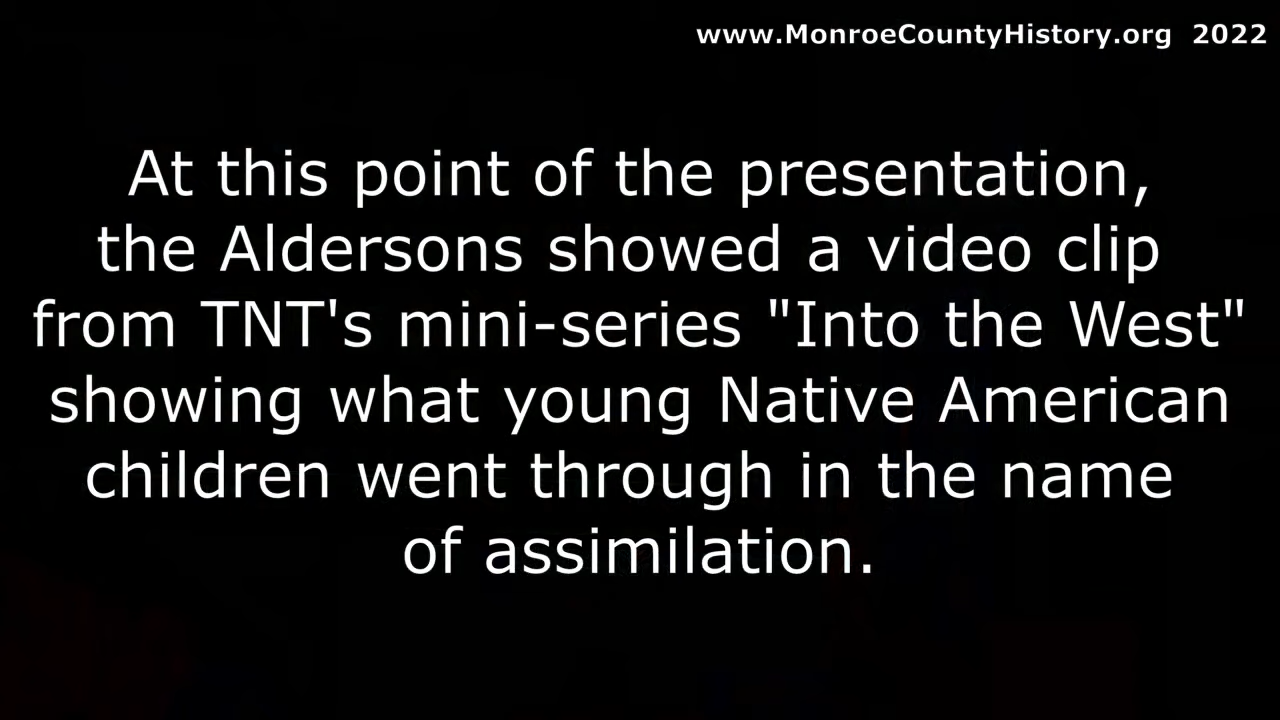 www.MonroeCountyHistory.org 2022
At this point of the presentation,
the Aldersons showed a video clip
from TNT's mini-series "Into the West"
showing what young Native American
children went through in the name
of assimilation.